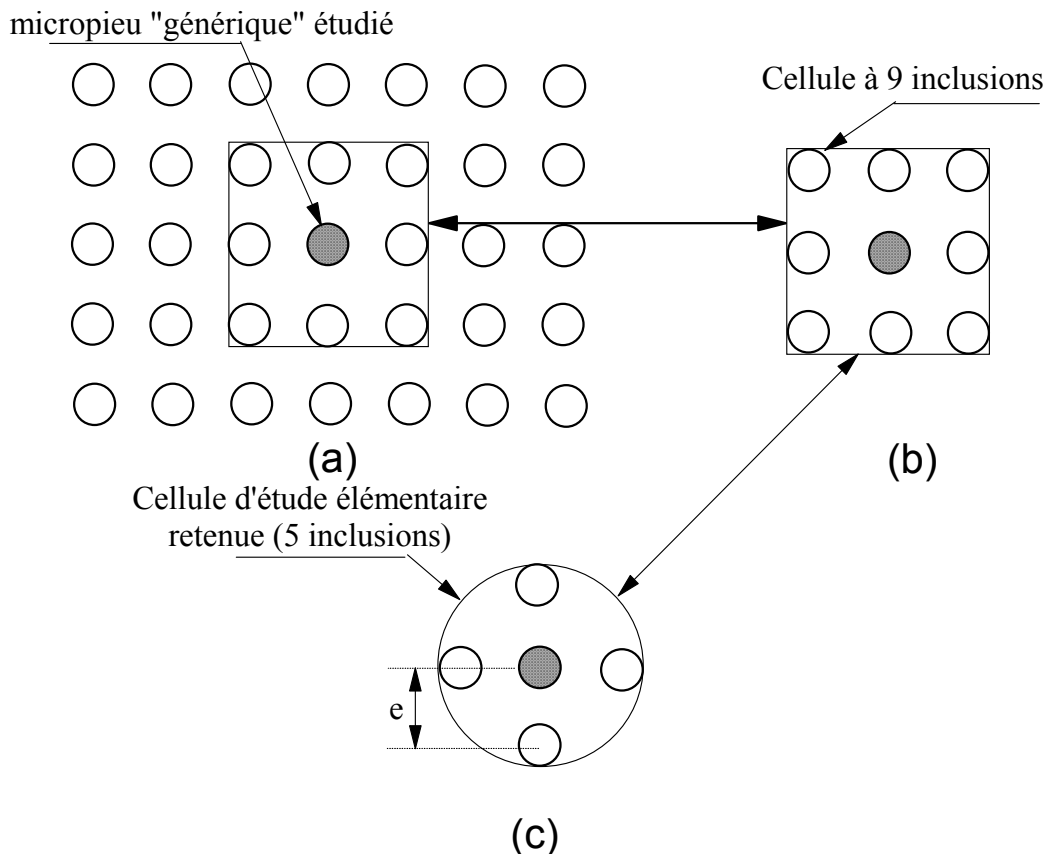 micropieu "générique" étudié
Cellule à 9 inclusions
(a)
(b)
Cellule d'étude élémentaire
retenue (5 inclusions)
e
(c)